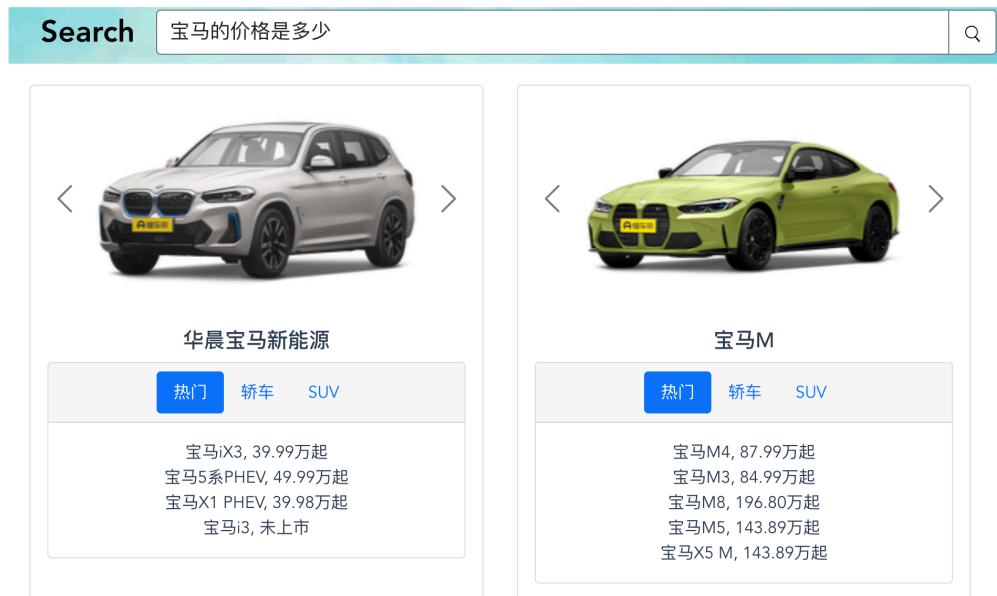 Search
宝马的价格是多少
华晨宝马新能源
热门 轿车 SUV
宝马iX3, 39.99万起
宝马5系PHEV, 49.99万起
宝马X1 PHEV, 39.98万起
宝马i3, 未上市
宝马M
热门 轿车 SUV
宝马M4, 87.99万起
宝马M3, 84.99万起
宝马M8, 196.80万起
宝马M5, 143.89万起
宝马X5 M, 143.89万起